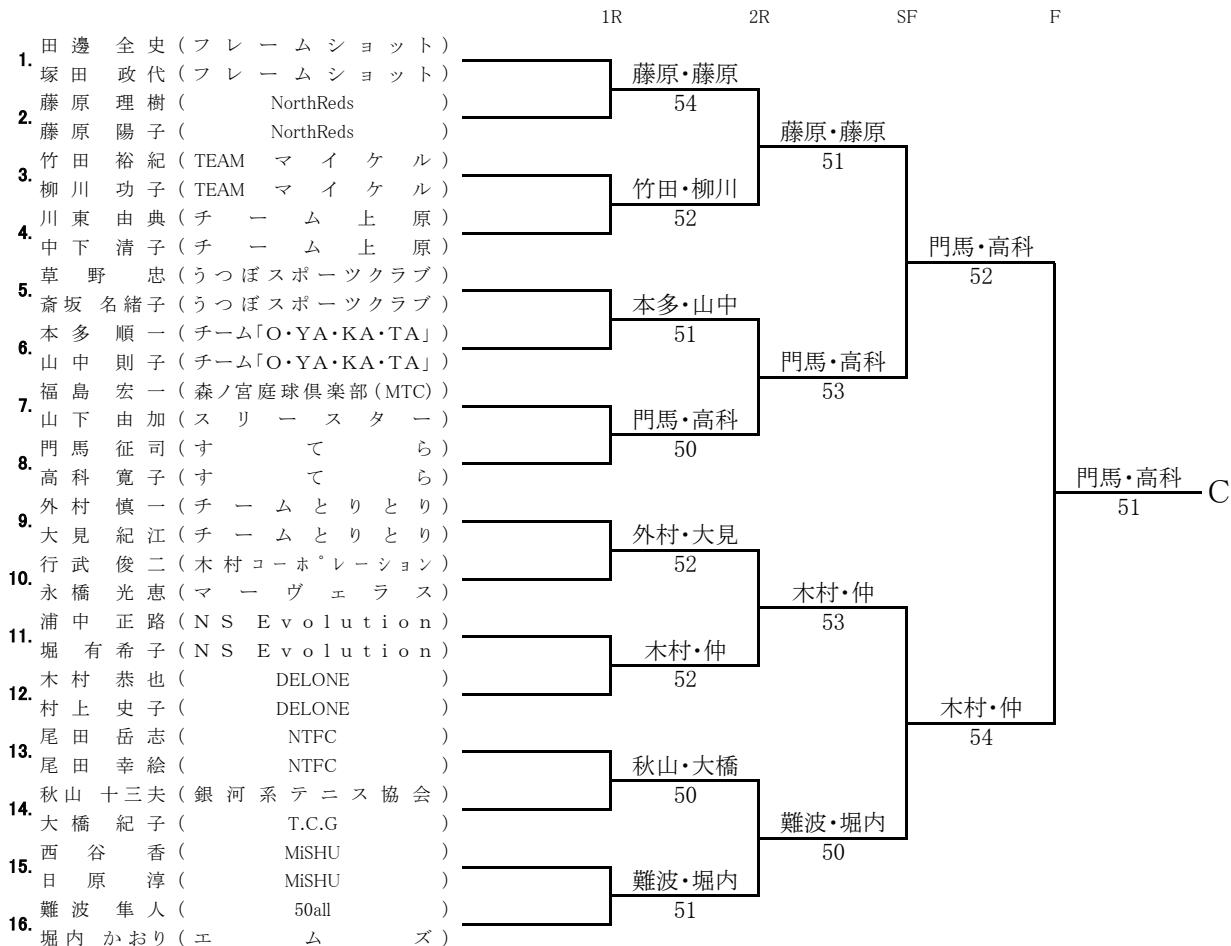 1R 2R SF F
1.
田邊 全史 (フレームショット)
塚田 政代 (フレームショット)
2.
藤原 理樹 (NorthReds)
藤原 陽子 (NorthReds)
3.
竹田 裕紀 (TEAM マイケル)
柳川 功子 (TEAM マイケル)
4.
川東 由典 (チーム上原)
中下 清子 (チーム上原)
5.
草野 忠 (うつぼスポーツクラブ)
斎坂 名緒子 (うつぼスポーツクラブ)
6.
本多 順一 (チーム「O・YA・KA・TA」)
山中 則子 (チーム「O・YA・KA・TA」)
7.
福島 宏一 (森ノ宮庭球倶楽部(MTC))
山下 由加 (スリースター)
8.
門馬 征司 (すてら)
高科 寛子 (すてら)
9.
外村 慎一 (チームとりとり)
大見 紀江 (チームとりとり)
10.
行武 俊二 (木村コーポレーション)
永橋 光恵 (マーヴェラス)
11.
浦中 正路 (NS Evolution)
堀 有希子 (NS Evolution)
12.
木村 恭也 (DELONE)
村上 史子 (DELONE)
13.
尾田 岳志 (NTFC)
尾田 幸絵 (NTFC)
14.
秋山 十三夫 (銀河系テニス協会)
大橋 紀子 (T.C.G)
15.
西谷 香 (MiSHU)
日原 淳 (MiSHU)
16.
難波 隼人 (50all)
堀内 かおり (エムズ)
藤原・藤原
54
竹田・柳川
52
本多・山中
51
門馬・高科
50
外村・大見
52
木村・仲
52
秋山・大橋
50
難波・堀内
51
藤原・藤原
51
門馬・高科
53
木村・仲
53
難波・堀内
50
門馬・高科
52
木村・仲
54
門馬・高科
51
C